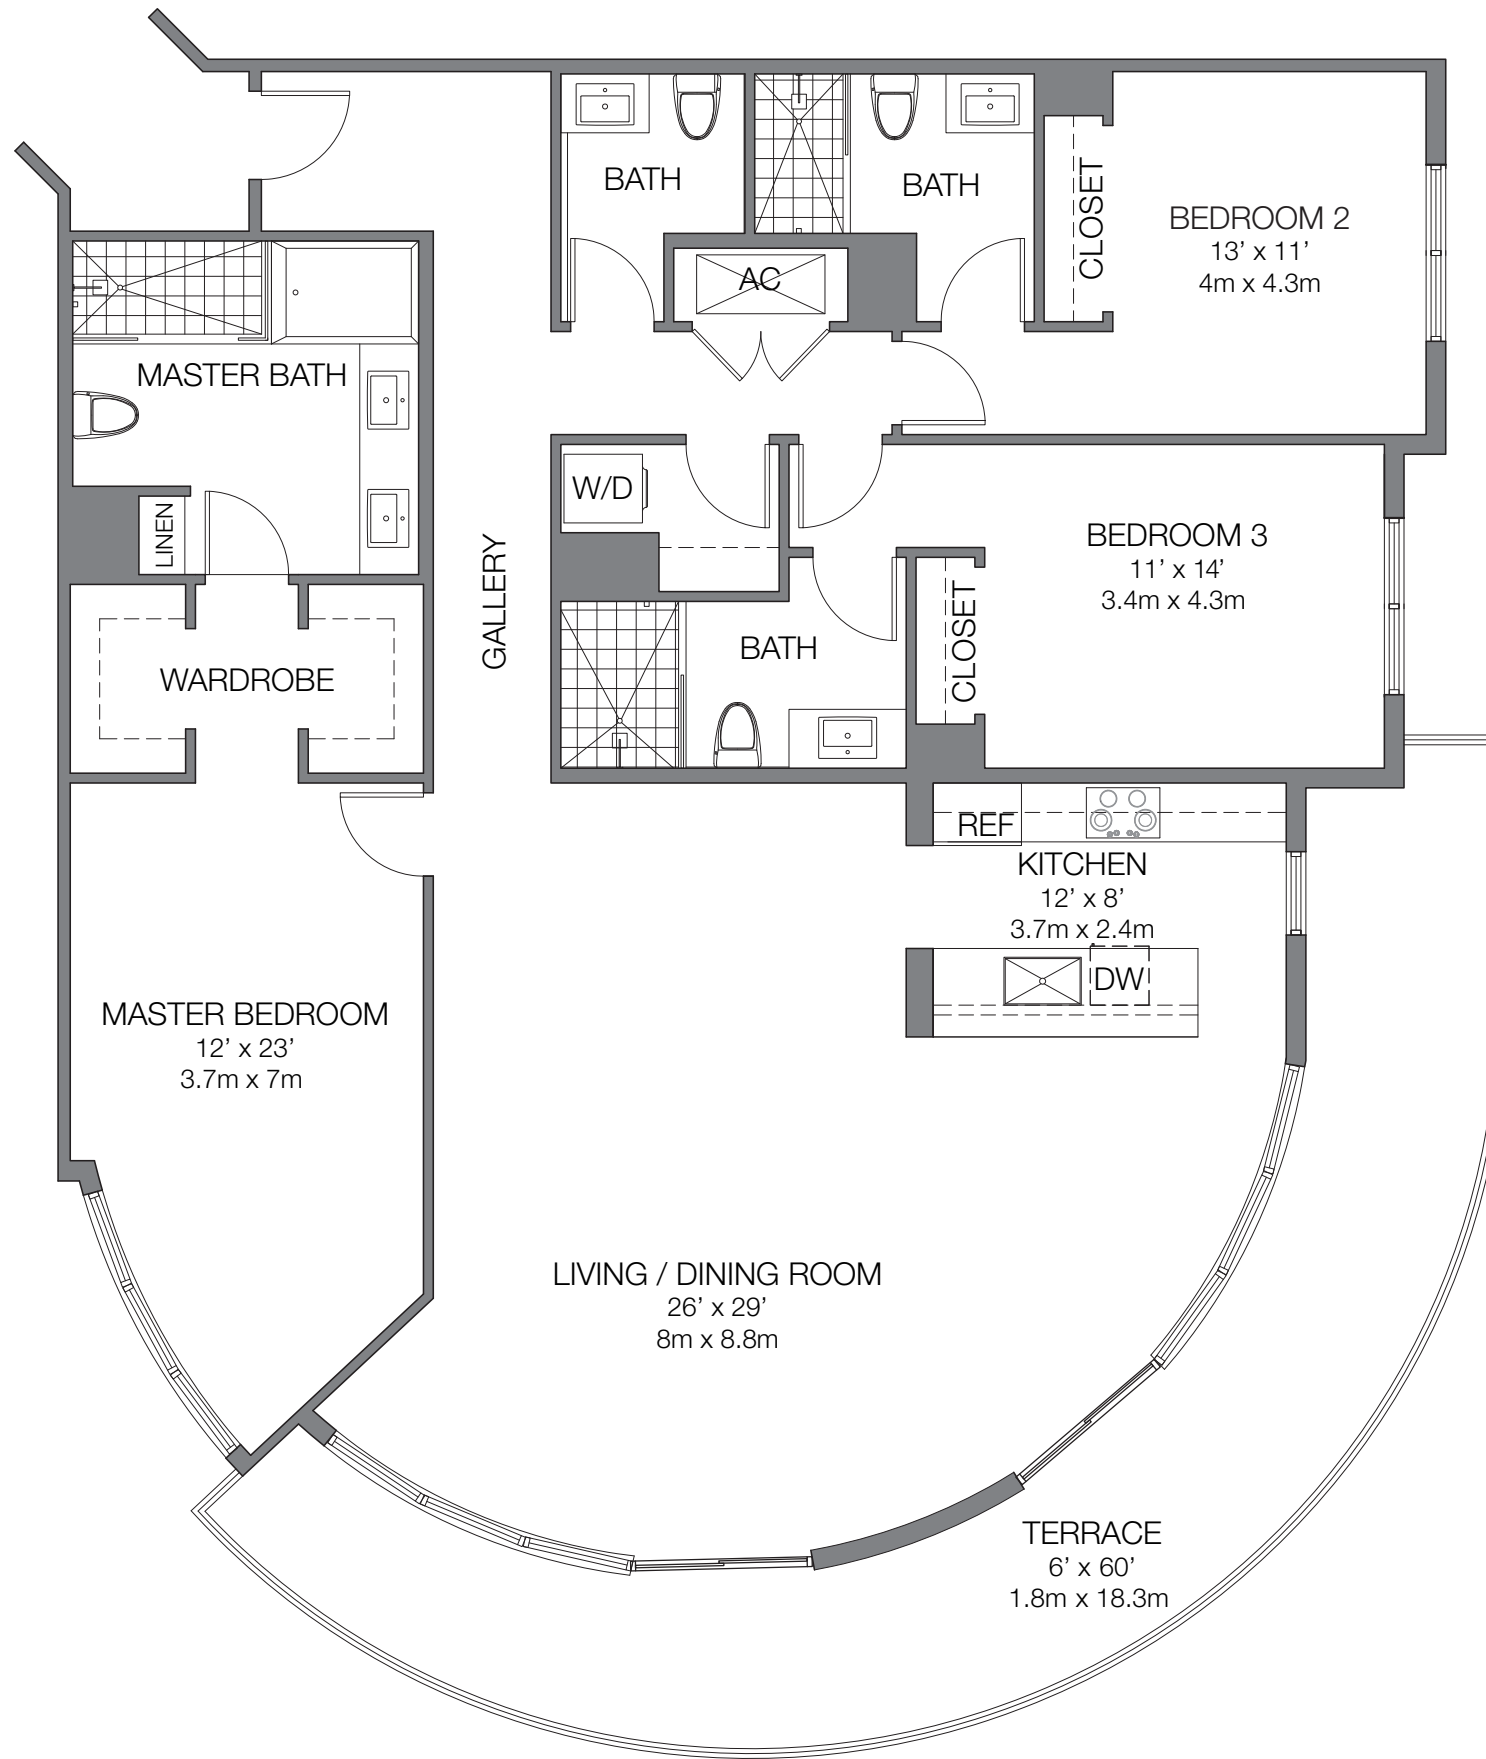 BATH
BATH
CLOSET
BEDROOM 2
13’ x 11’
4m x 4.3m
AC
MASTER BATH
LINEN
W/D
GALLERY
BEDROOM 3
11’ x 14’
3.4m x 4.3m
CLOSET
BATH
WARDROBE
REF
KITCHEN
12’ x 8’
3.7m x 2.4m
DW
MASTER BEDROOM
12’ x 23’
3.7m x 7m
LIVING / DINING ROOM
26’ x 29’
8m x 8.8m
TERRACE
6’ x 60’
1.8m x 18.3m